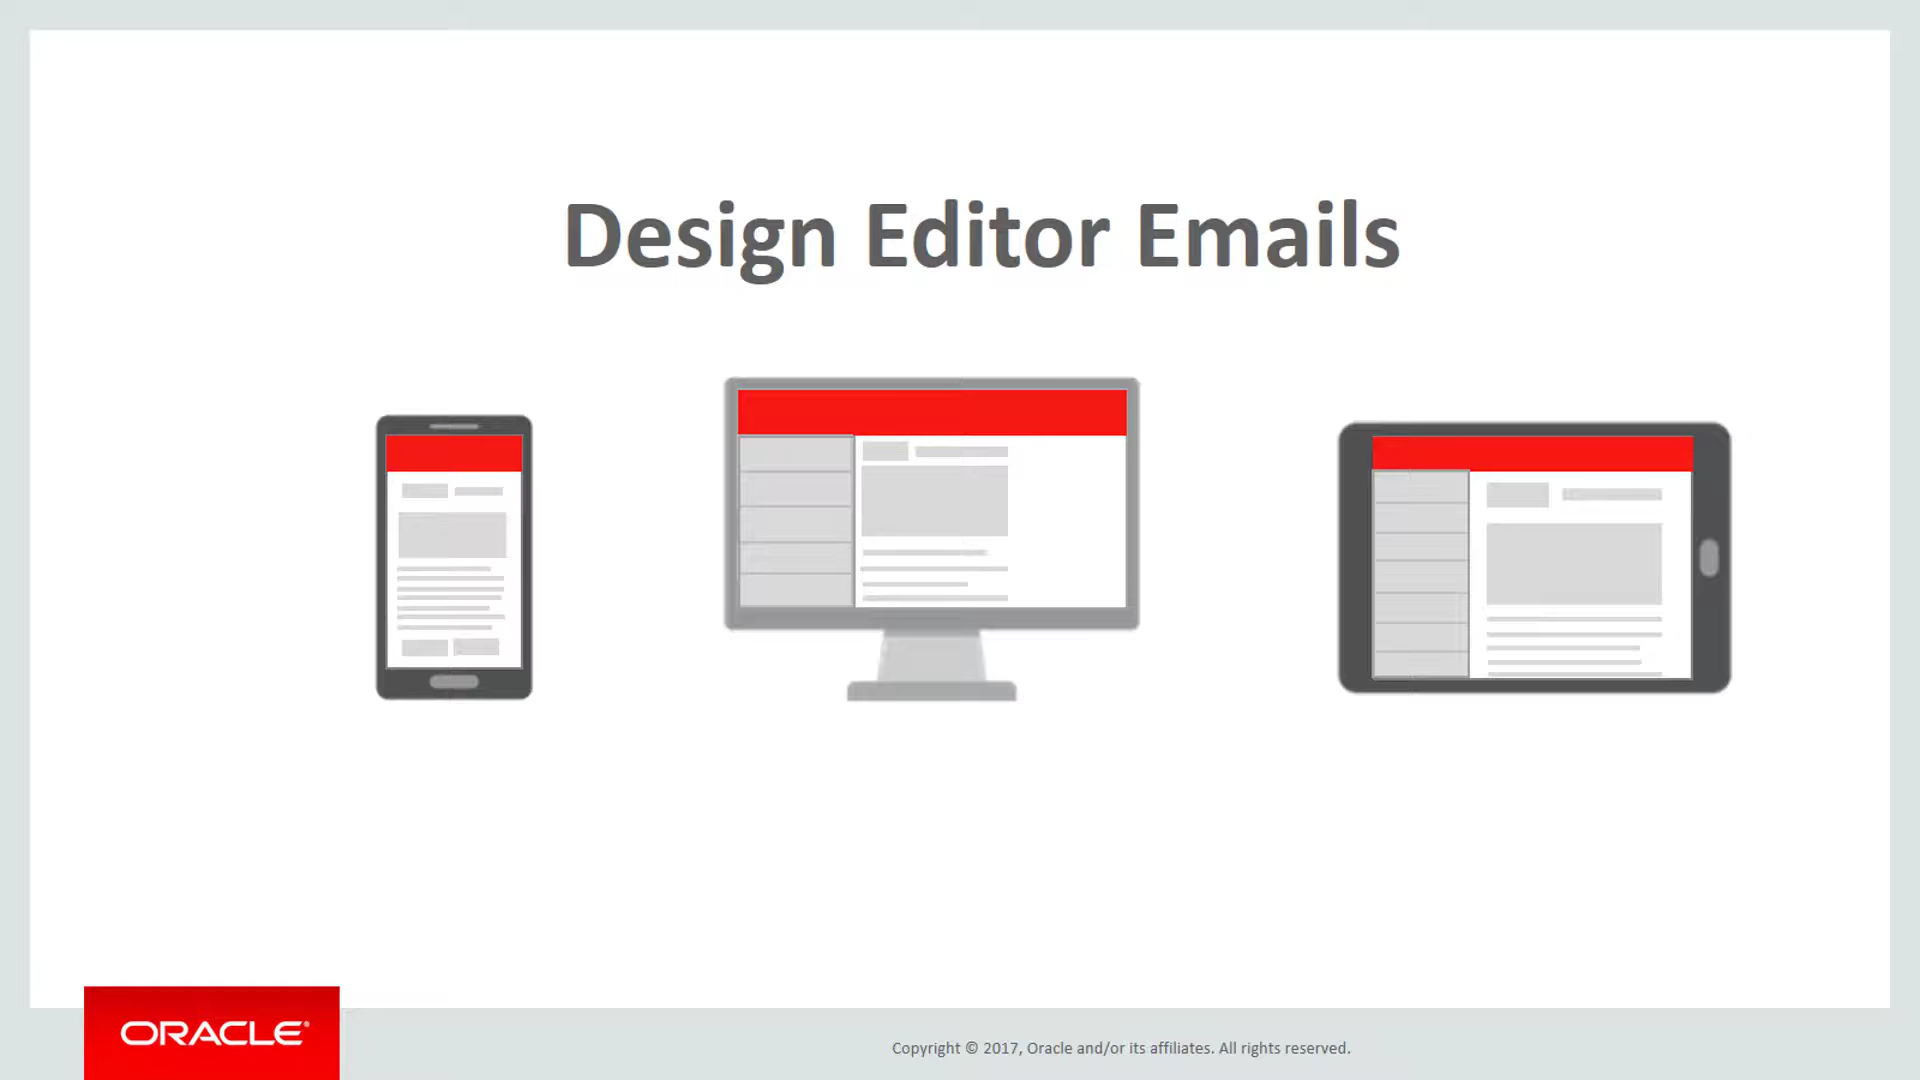 Design Editor Emails
ORACLE®
Copyright © 2017, Oracle and/or its affiliates. All rights reserved.